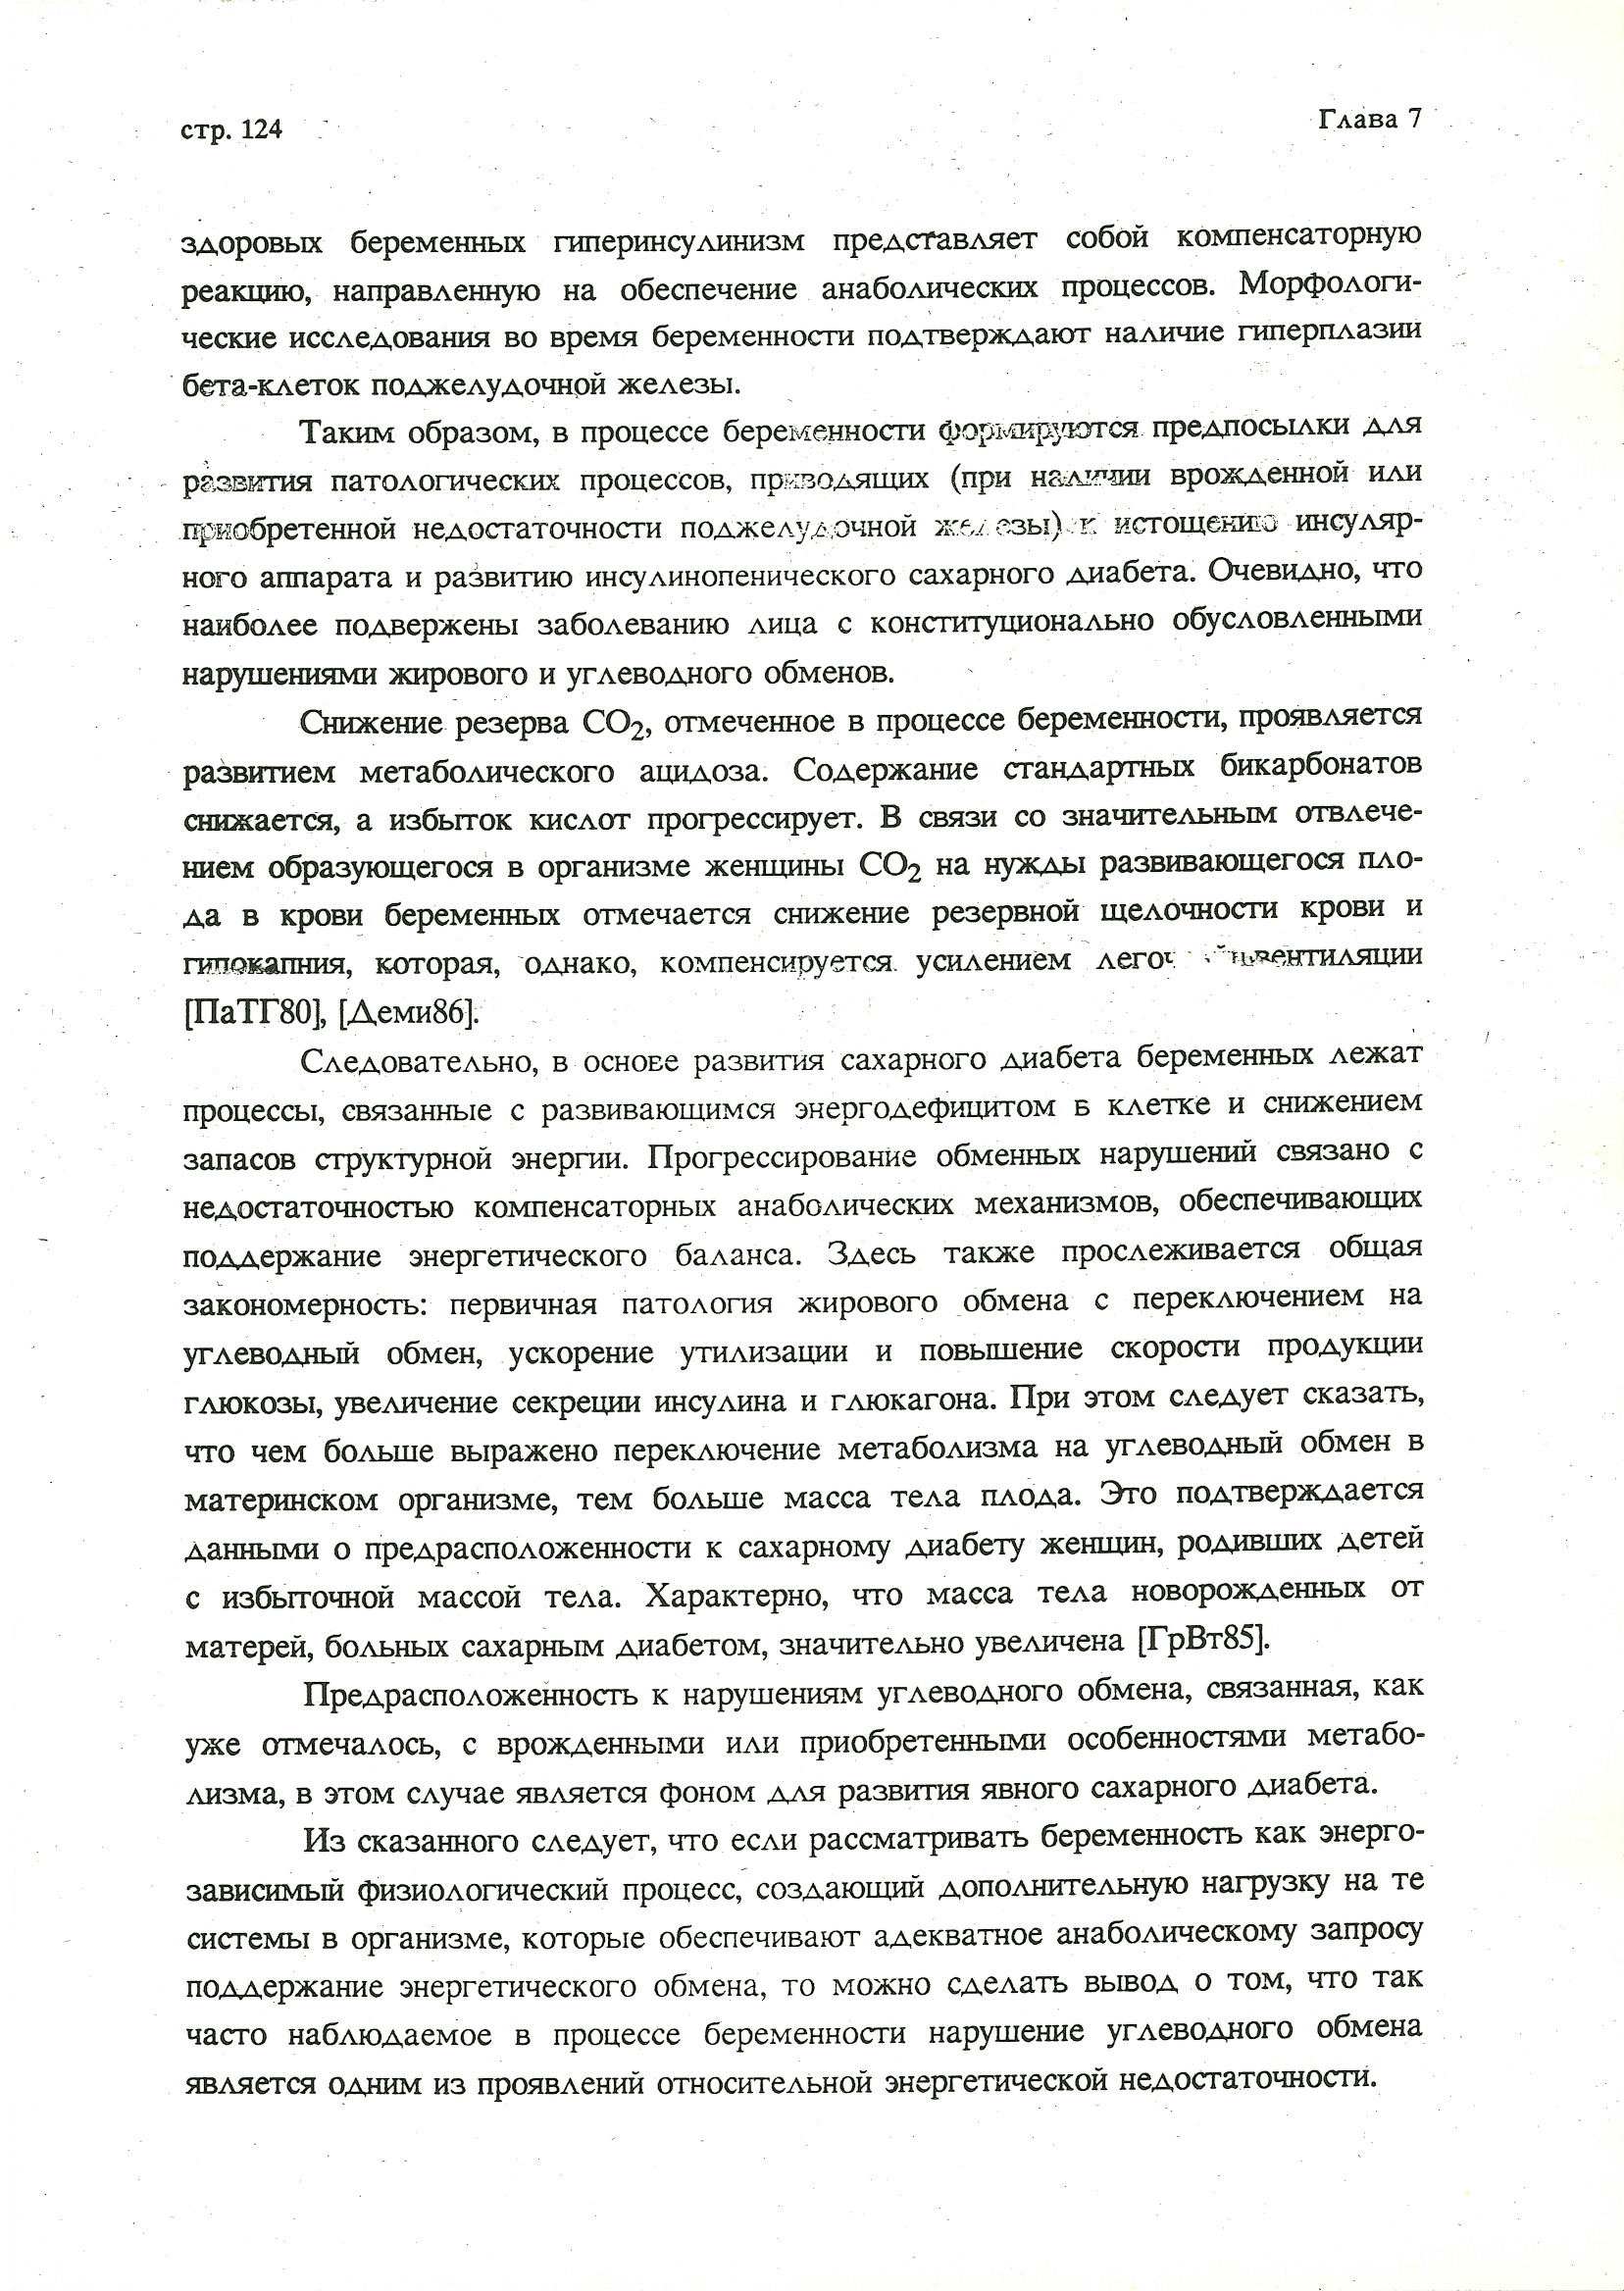 стр. 124
Глава 7
здоровых беременных гиперинсулинизм представляет собой компенсаторную
реакцию, направленную на обеспечение анаболических процессов. Морфологи-
ческие исследования во время беременности подтверждают наличие гиперплазии
бета-клеток поджелудочной железы.
Таким образом, в процессе беременности формируются предпосылки для
развития патологических процессов, приводящих (при наличии врожденной или
приобретенной недостаточности поджелудочной железы) к истощению инсуляр-
ного аппарата и развитию инсулинопенического сахарного диабета. Очевидно, что
наиболее подвержены заболеванию лица с конституционально обусловленными
нарушениями жирового и углеводного обменов.
Снижение резерва CO₂, отмеченное в процессе беременности, проявляется
развитием метаболического ацидоза. Содержание стандартных бикарбонатов
снижается, а избыток кислот прогрессирует. В связи со значительным отвлече-
нием образующегося в организме женщины CO₂ на нужды развивающегося пло-
да в крови беременных отмечается снижение резервной щелочности крови и
гипокапния, которая, однако, компенсируется усилением вентиляции
[ПаТГ80], [Деми86].
Следовательно, в основе развития сахарного диабета беременных лежат
процессы, связанные с развивающимся энергодефицитом в клетке и снижением
запасов структурной энергии. Прогрессирование обменных нарушений связано с
недостаточностью компенсаторных анаболических механизмов, обеспечивающих
поддержание энергетического баланса. Здесь также прослеживается общая
закономерность: первичная патология жирового обмена с переключением на
углеводный обмен, ускорение утилизации и повышение скорости продукции
глюкозы, увеличение секреции инсулина и глюкагона. При этом следует сказать,
что чем больше выражено переключение метаболизма на углеводный обмен в
материнском организме, тем больше масса тела плода. Это подтверждается
данными о предрасположенности к сахарному диабету женщин, родивших детей
с избыточной массой тела. Характерно, что масса тела новорожденных от
матерей, больных сахарным диабетом, значительно увеличена [ГрВт85].
Предрасположенность к нарушениям углеводного обмена, связанная, как
уже отмечалось, с врожденными или приобретенными особенностями метабо-
лизма, в этом случае является фоном для развития явного сахарного диабета.
Из сказанного следует, что если рассматривать беременность как энерго-
зависимый физиологический процесс, создающий дополнительную нагрузку на те
системы в организме, которые обеспечивают адекватное анаболическому запросу
поддержание энергетического обмена, то можно сделать вывод о том, что так
часто наблюдаемое в процессе беременности нарушение углеводного обмена
является одним из проявлений относительной энергетической недостаточности.